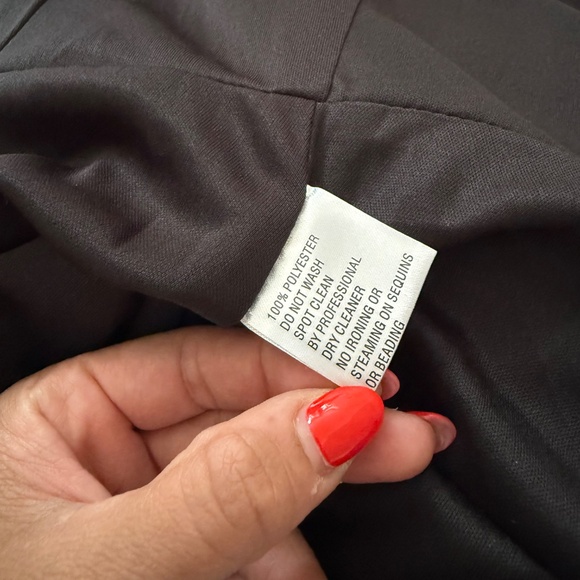 100% POLYESTER
DO NOT WASH
SPOT CLEAN
BY PROFESSIONAL
DRY CLEANER
NO IRONING OR
STEAMING ON SEQUINS
OR BEADING